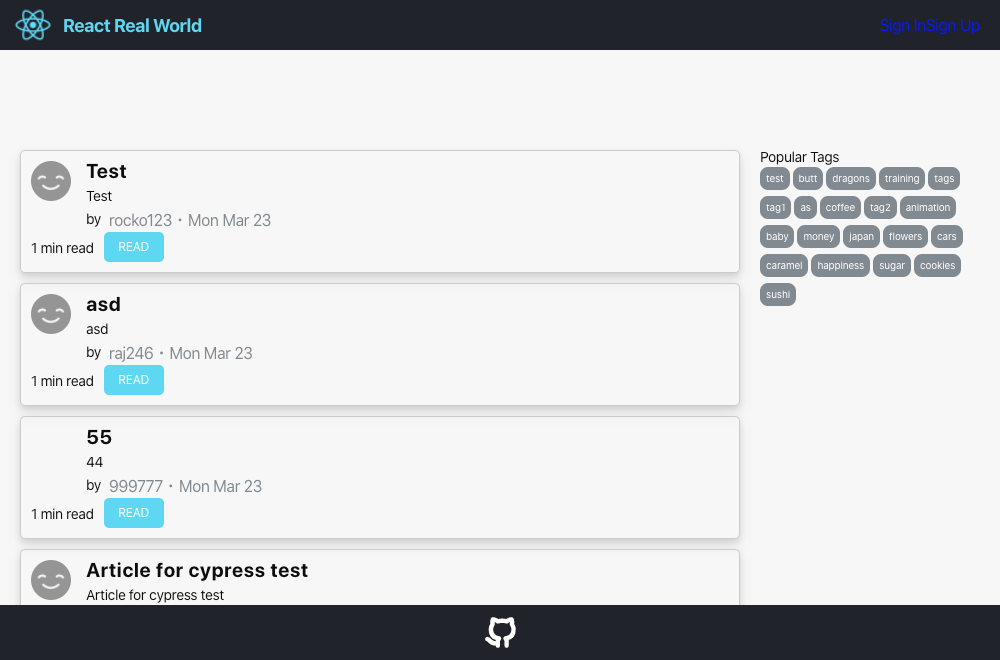 React Real World
Sign InSign Up
Test
Test
by rocko123 · Mon Mar 23
1 min read READ
asd
asd
by raj246 · Mon Mar 23
1 min read READ
55
44
by 999777 · Mon Mar 23
1 min read READ
Article for cypress test
Article for cypress test
Popular Tags
test butt dragons training tags
tag1 as coffee tag2 animation
baby money japan flowers cars
caramel happiness sugar cookies
sushi